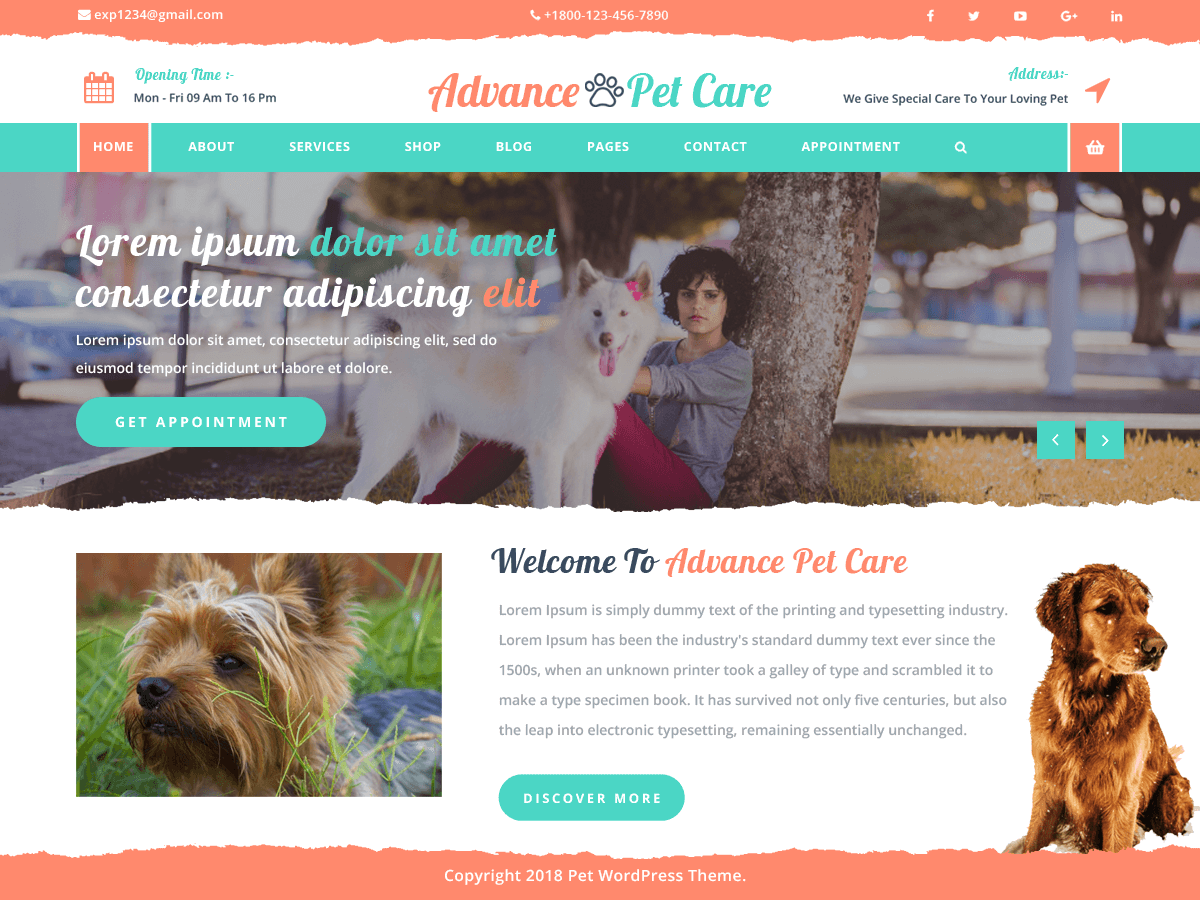 exp1234@gmail.com
+1800-123-456-7890
Opening Time :-
Mon - Fri 09 Am To 16 Pm
Advance Pet Care
Address:-
We Give Special Care To Your Loving Pet
HOME ABOUT SERVICES SHOP BLOG PAGES CONTACT APPOINTMENT
Lorem ipsum dolor sit amet
consectetur adipiscing elit
Lorem ipsum dolor sit amet, consectetur adipiscing elit, sed do
eiusmod tempor incididunt ut labore et dolore.
GET APPOINTMENT
Welcome To Advance Pet Care
Lorem Ipsum is simply dummy text of the printing and typesetting industry.
Lorem Ipsum has been the industry's standard dummy text ever since the
1500s, when an unknown printer took a galley of type and scrambled it to
make a type specimen book. It has survived not only five centuries, but also
the leap into electronic typesetting, remaining essentially unchanged.
DISCOVER MORE
Copyright 2018 Pet WordPress Theme.